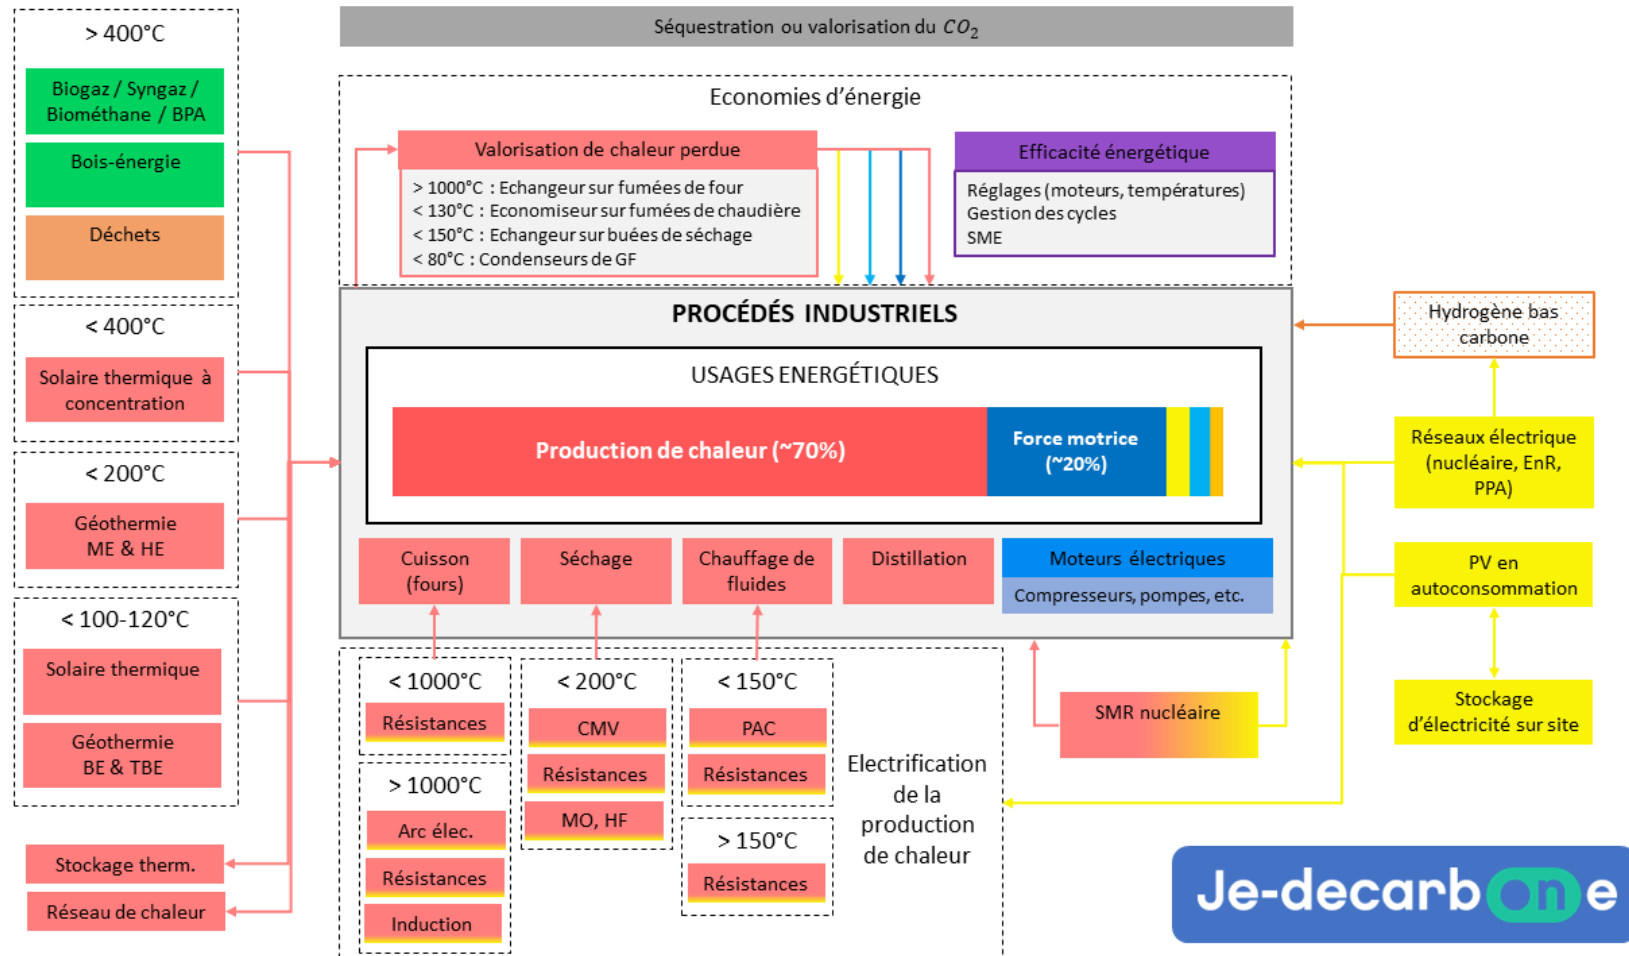 > 400°C
Biogaz / Syngaz /
Biométhane / BPA
Bois-énergie
Déchets
< 400°C
Solaire thermique à
concentration
< 200°C
Géothermie
ME & HE
< 100-120°C
Solaire thermique
Géothermie
BE & TBE
Stockage therm.
Réseau de chaleur
Séquestration ou valorisation du CO₂
Economies d'énergie
Valorisation de chaleur perdue
> 1000°C : Echangeur sur fumées de four
< 130°C : Economiseur sur fumées de chaudière
< 150°C : Echangeur sur buées de séchage
< 80°C : Condenseurs de GF
Efficacité énergétique
Réglages (moteurs, températures)
Gestion des cycles
SME
PROCÉDÉS INDUSTRIELS
USAGES ENERGÉTIQUES
Production de chaleur (~70%)
Force motrice
(~20%)
Cuisson
(fours)
Séchage
Chauffage de
fluides
Distillation
Moteurs électriques
Compresseurs, pompes, etc.
< 1000°C
Résistances
> 1000°C
Arc élec.
Résistances
Induction
< 200°C
CMV
Résistances
MO, HF
< 150°C
PAC
Résistances
> 150°C
Résistances
Electrification
de la
production
de chaleur
SMR nucléaire
Hydrogène bas
carbone
Réseaux électrique
(nucléaire, EnR,
PPA)
PV en
autoconsommation
Stockage
d'électricité sur site
Je-decarbone